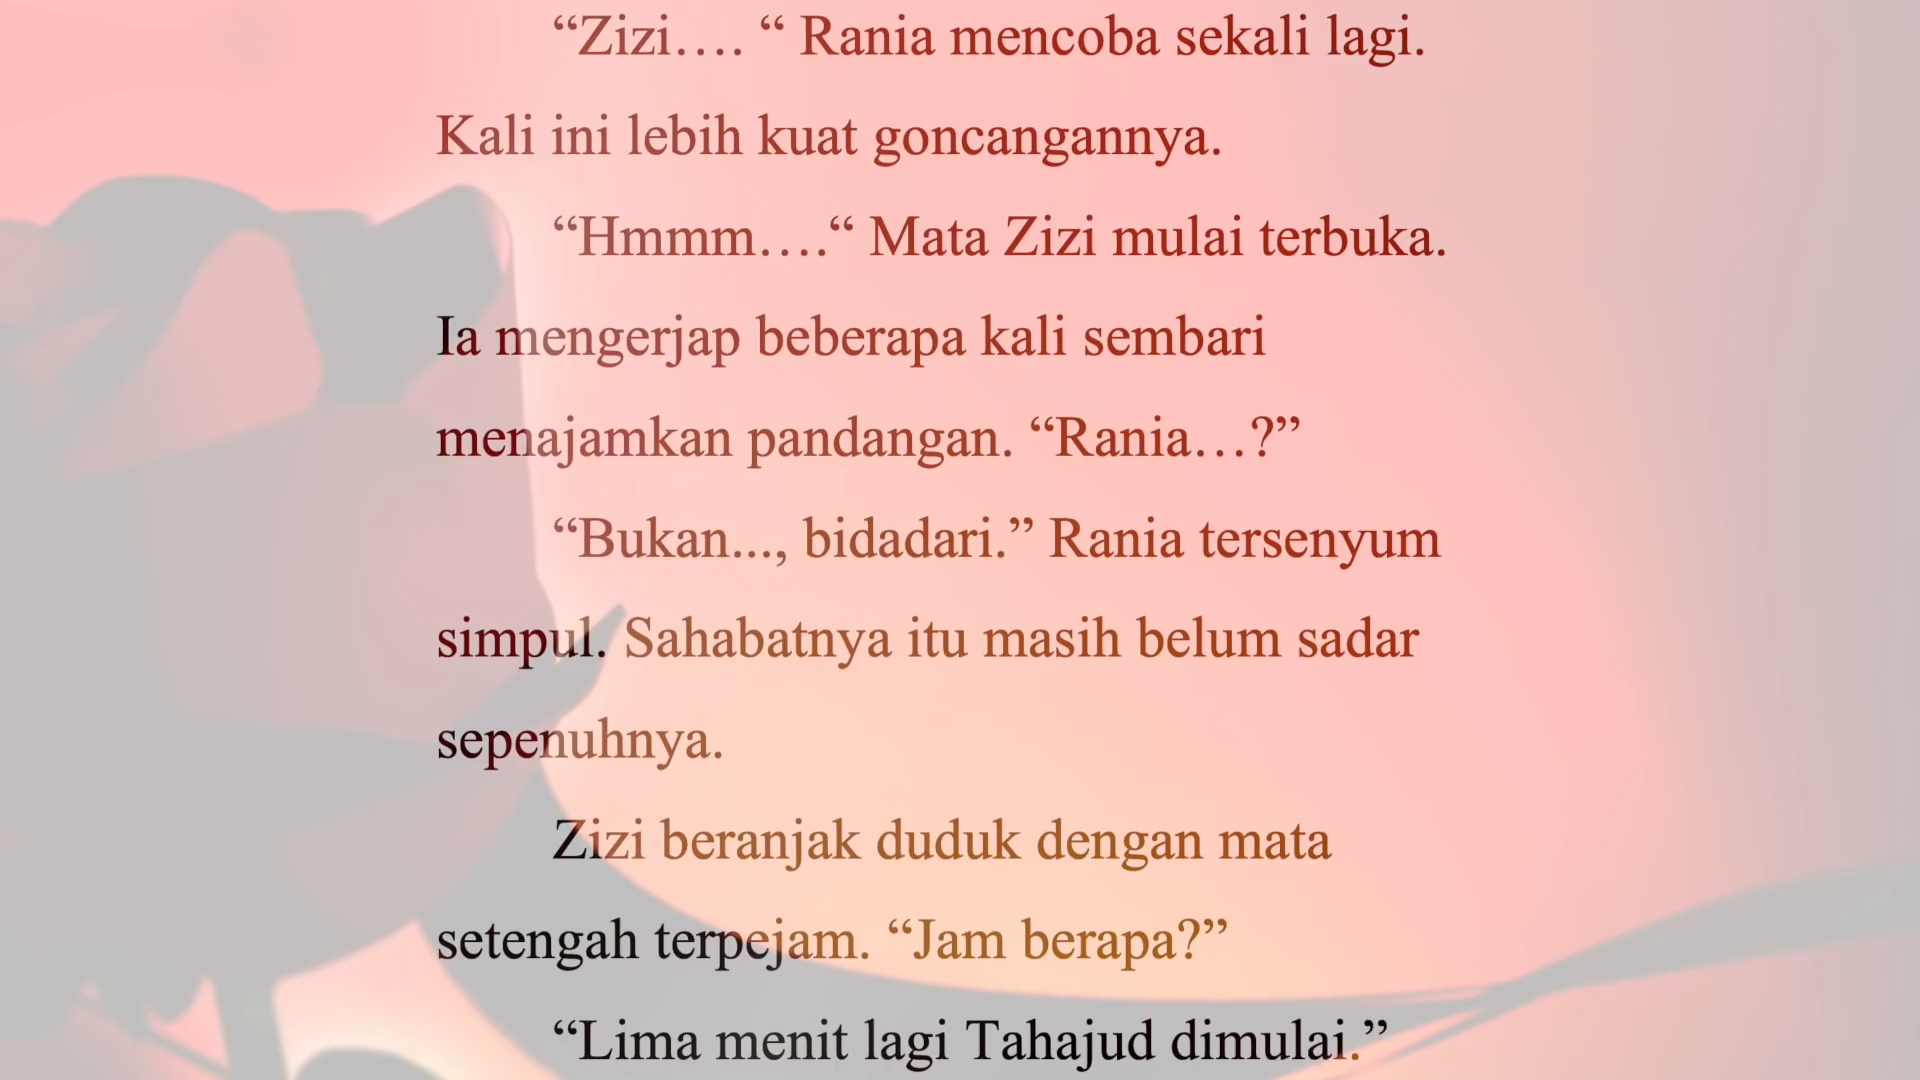 “Zizi…. “ Rania mencoba sekali lagi.
Kali ini lebih kuat goncangannya.
“Hmmm….“ Mata Zizi mulai terbuka.
Ia mengerjap beberapa kali sembari
menajamkan pandangan. “Rania…?”
“Bukan..., bidadari.” Rania tersenyum
simpul. Sahabatnya itu masih belum sadar
sepenuhnya.
Zizi beranjak duduk dengan mata
setengah terpejam. “Jam berapa?”
“Lima menit lagi Tahajud dimulai.”